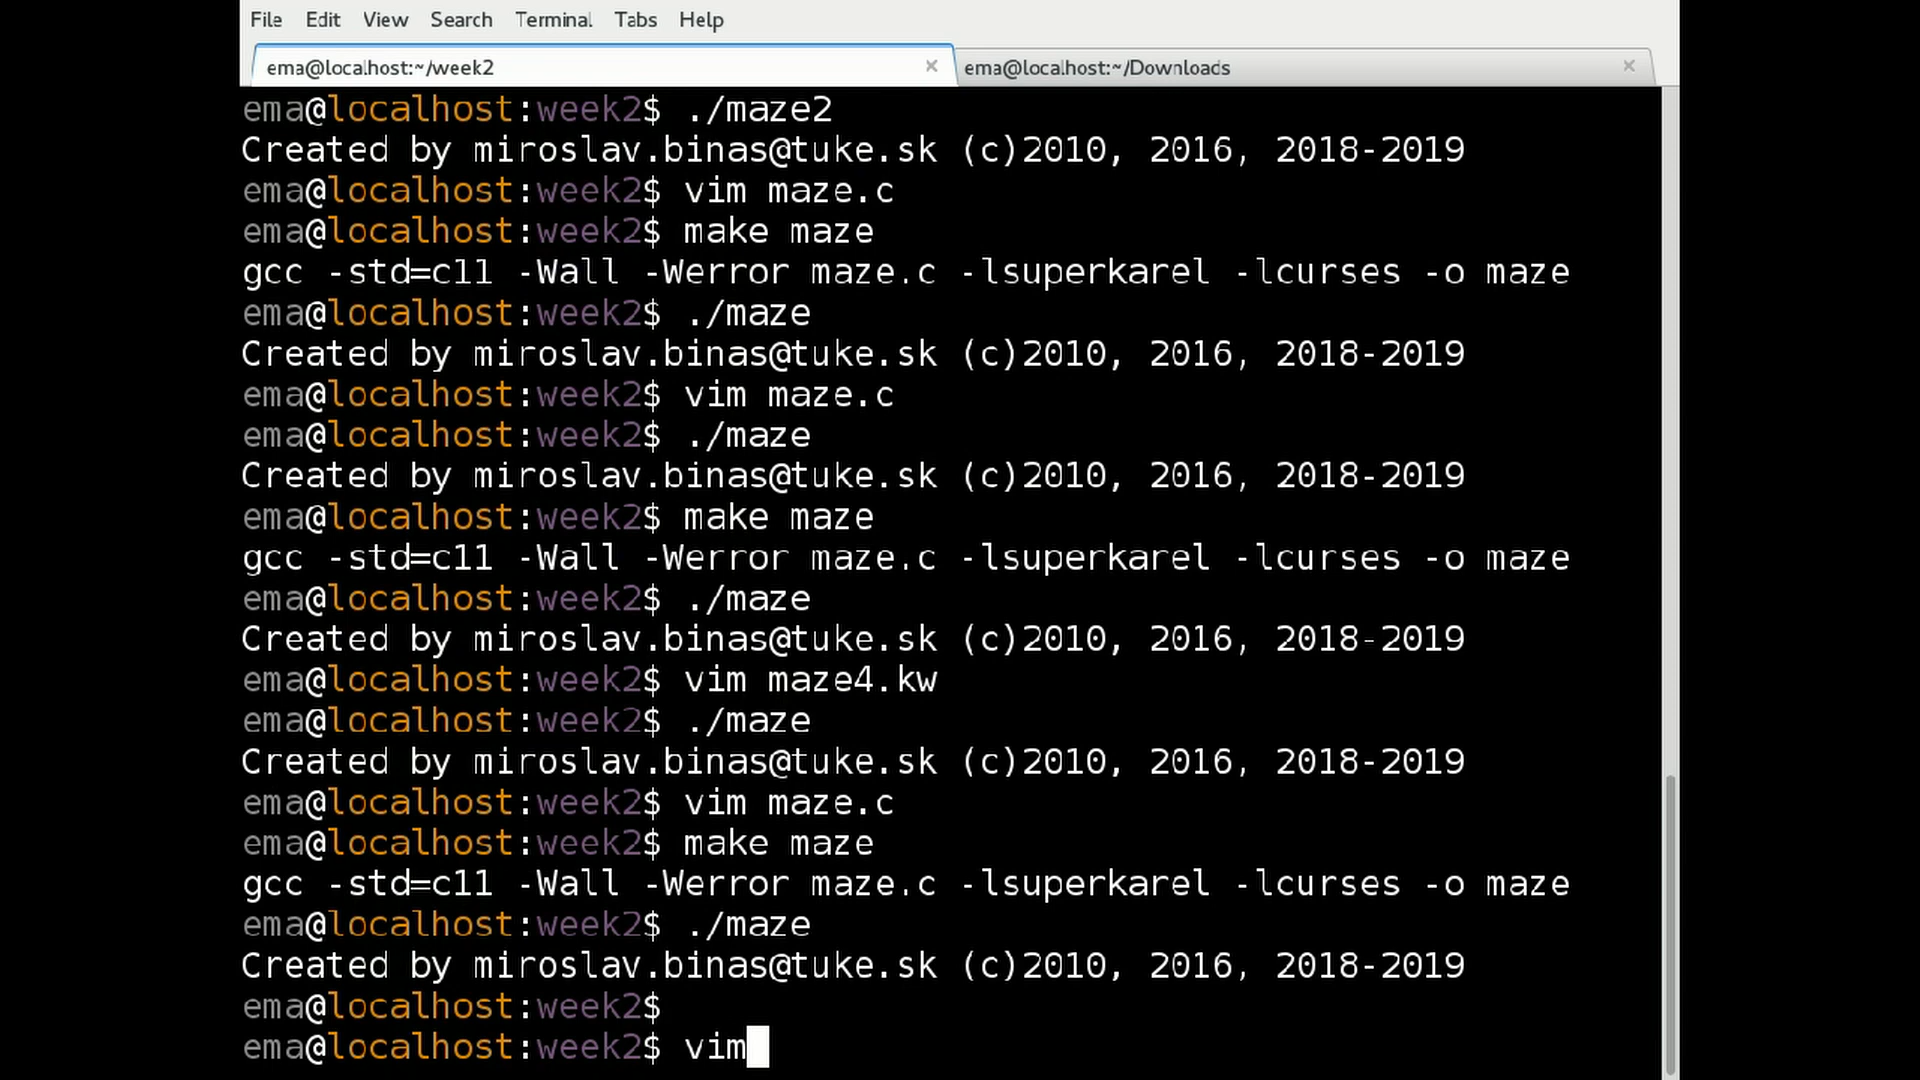 File Edit View Search Terminal Tabs Help
ema@localhost:~/week2 × ema@localhost:~/Downloads ×
ema@localhost:week2$ ./maze2
Created by miroslav.binas@tuke.sk (c)2010, 2016, 2018-2019
ema@localhost:week2$ vim maze.c
ema@localhost:week2$ make maze
gcc -std=c11 -Wall -Werror maze.c -lsuperkarel -lcurses -o maze
ema@localhost:week2$ ./maze
Created by miroslav.binas@tuke.sk (c)2010, 2016, 2018-2019
ema@localhost:week2$ vim maze.c
ema@localhost:week2$ ./maze
Created by miroslav.binas@tuke.sk (c)2010, 2016, 2018-2019
ema@localhost:week2$ make maze
gcc -std=c11 -Wall -Werror maze.c -lsuperkarel -lcurses -o maze
ema@localhost:week2$ ./maze
Created by miroslav.binas@tuke.sk (c)2010, 2016, 2018-2019
ema@localhost:week2$ vim maze4.kw
ema@localhost:week2$ ./maze
Created by miroslav.binas@tuke.sk (c)2010, 2016, 2018-2019
ema@localhost:week2$ vim maze.c
ema@localhost:week2$ make maze
gcc -std=c11 -Wall -Werror maze.c -lsuperkarel -lcurses -o maze
ema@localhost:week2$ ./maze
Created by miroslav.binas@tuke.sk (c)2010, 2016, 2018-2019
ema@localhost:week2$
ema@localhost:week2$ vim